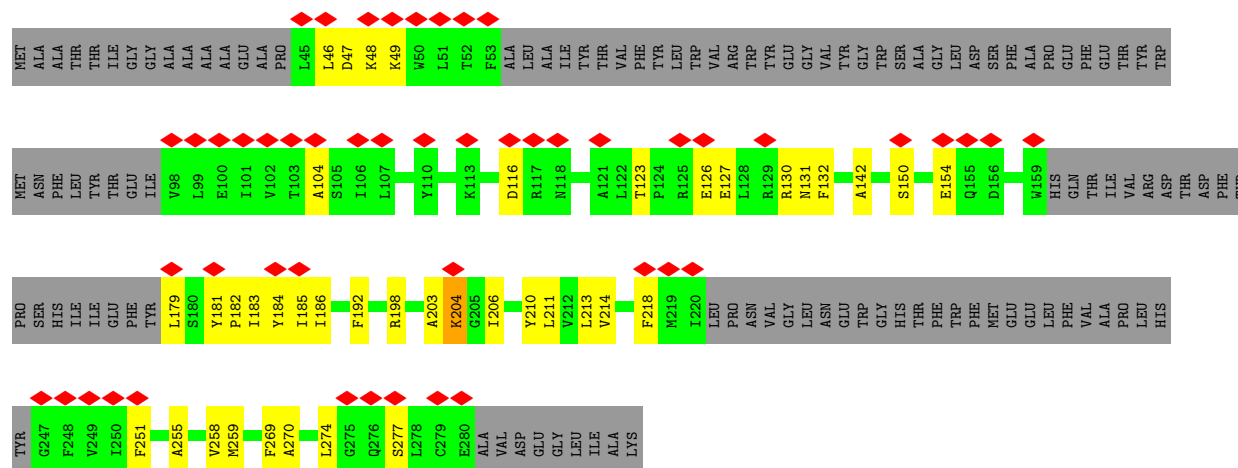 MET ALA ALA THR THR ILE GLY GLY ALA ALA ALA ALA GLU ALA PRO L45 L46 D47 K48 K49 W50 L51 T52 F53 ALA LEU ALA ILE TYR THR VAL PHE TYR LEU TRP VAL ARG TRP TYR GLU GLY VAL TYR GLY TRP SER ALA GLY LEU ASP SER PHE ALA PRO GLU PHE GLU THR TYR TRP
MET ASN PHE LEU TYR THR GLU ILE V98 L99 E100 I101 V102 T103 A104 S105 I106 L107 Y110 K113 D116 R117 N118 A121 L122 T123 P124 R125 E126 E127 L128 R129 R130 N131 F132 A142 S150 E154 Q155 D156 W159 HIS GLN THR ILE VAL ARG ASP THR ASP PHE
PRO SER HIS ILE ILE GLU PHE TYR L179 S180 Y181 P182 I183 Y184 I185 I186 F192 R198 A203 K204 G205 I206 Y210 L211 V212 L213 V214 F218 M219 I220 LEU PRO ASN VAL GLY LEU ASN GLU TRP GLY HIS THR PHE TRP PHE MET GLU GLU LEU PHE VAL ALA PRO LEU HIS
TYR G247 F248 V249 I250 F251 A255 V258 M259 F269 A270 L274 G275 Q276 S277 L278 C279 E280 ALA VAL ASP GLU GLY LEU ILE ALA LYS